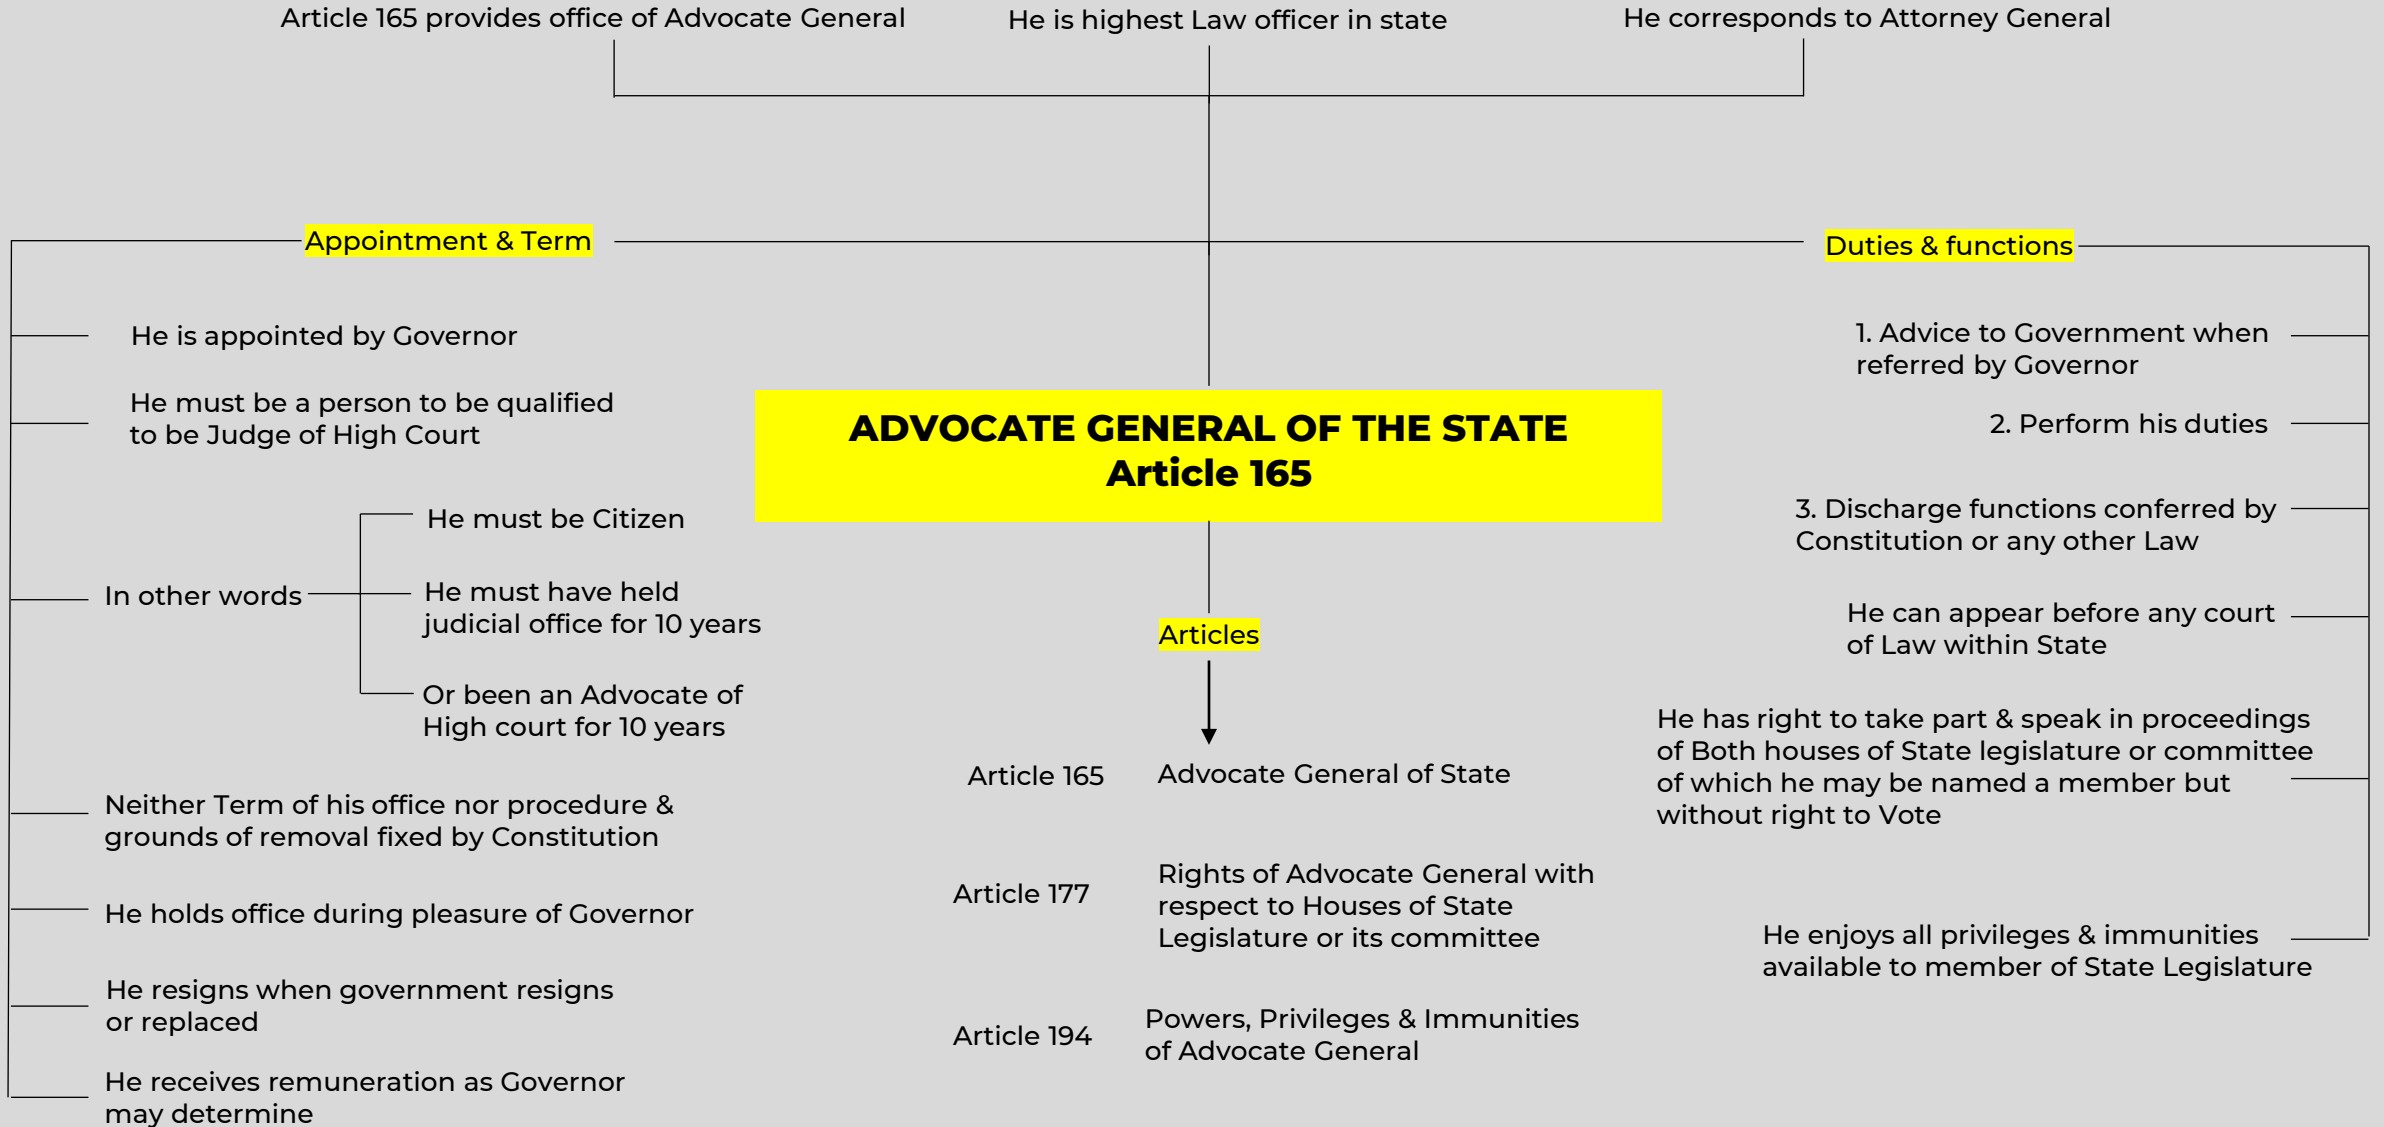 Article 165 provides office of Advocate General
He is highest Law officer in state
He corresponds to Attorney General
Appointment & Term
He is appointed by Governor
He must be a person to be qualified
to be Judge of High Court
In other words
He must be Citizen
He must have held
judicial office for 10 years
Or been an Advocate of
High court for 10 years
Neither Term of his office nor procedure &
grounds of removal fixed by Constitution
He holds office during pleasure of Governor
He resigns when government resigns
or replaced
He receives remuneration as Governor
may determine
ADVOCATE GENERAL OF THE STATE
Article 165
Articles
Article 165
Advocate General of State
Article 177
Rights of Advocate General with
respect to Houses of State
Legislature or its committee
Article 194
Powers, Privileges & Immunities
of Advocate General
Duties & functions
1. Advice to Government when
referred by Governor
2. Perform his duties
3. Discharge functions conferred by
Constitution or any other Law
He can appear before any court
of Law within State
He has right to take part & speak in proceedings
of Both houses of State legislature or committee
of which he may be named a member but
without right to Vote
He enjoys all privileges & immunities
available to member of State Legislature